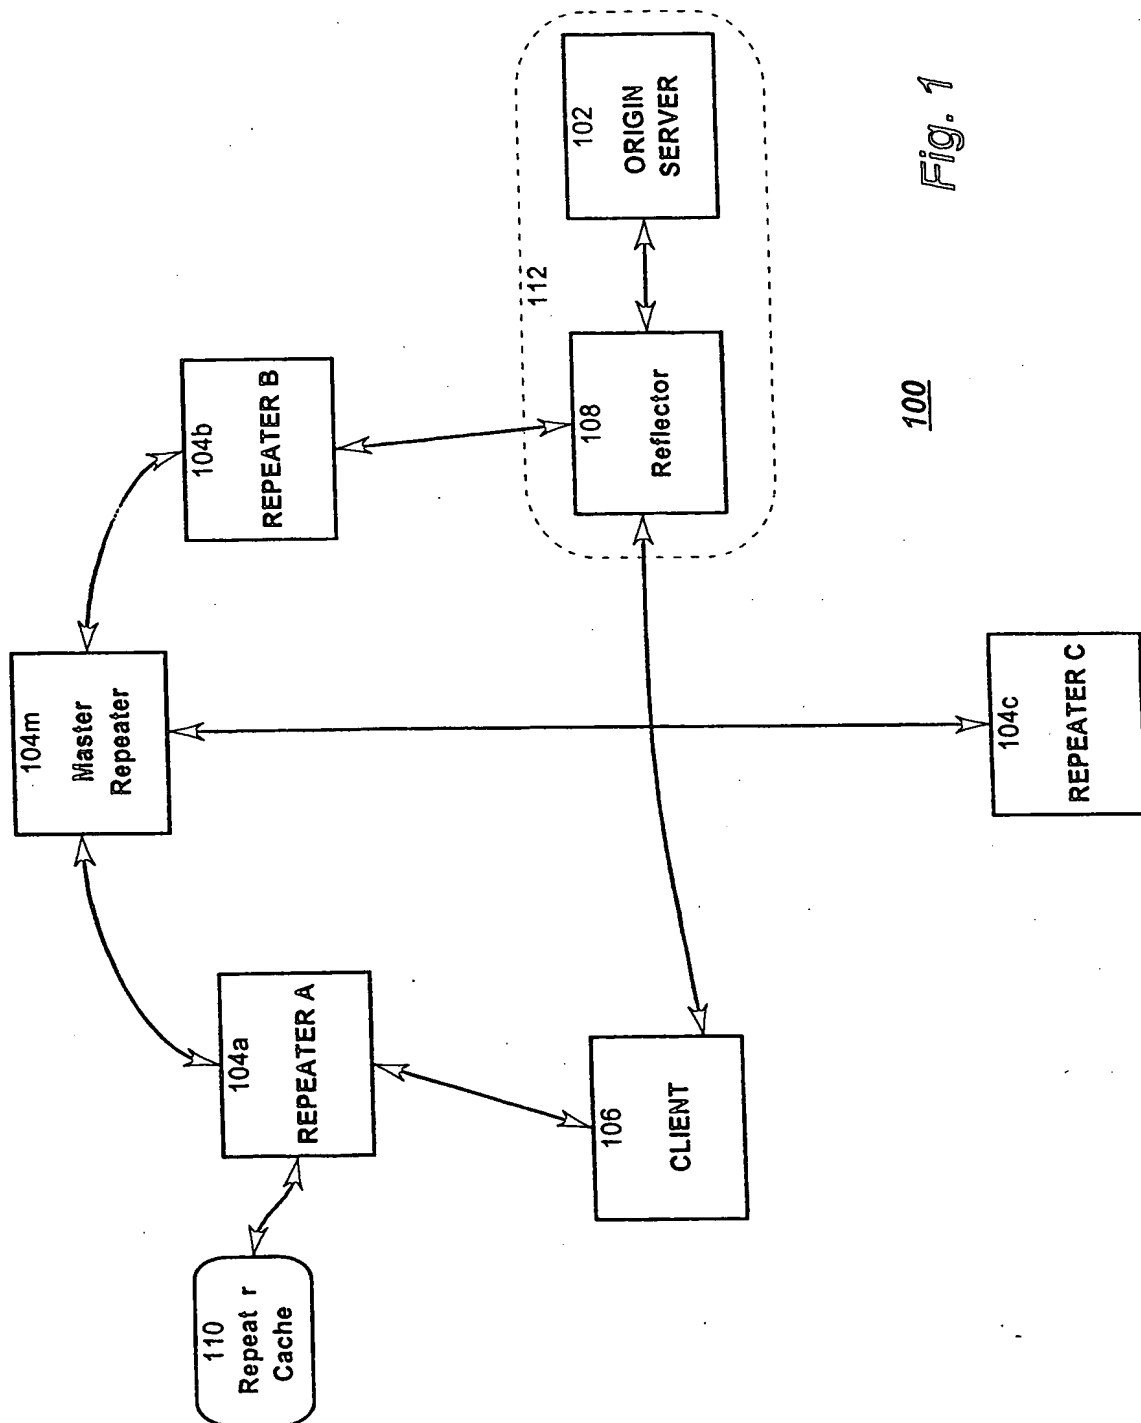 104m
Master
Repeater
104a
REPEATER A
104b
REPEATER B
110
Repeat r
Cache
106
CLIENT
112
108
Reflector
102
ORIGIN
SERVER
104c
REPEATER C
100
Fig. 1